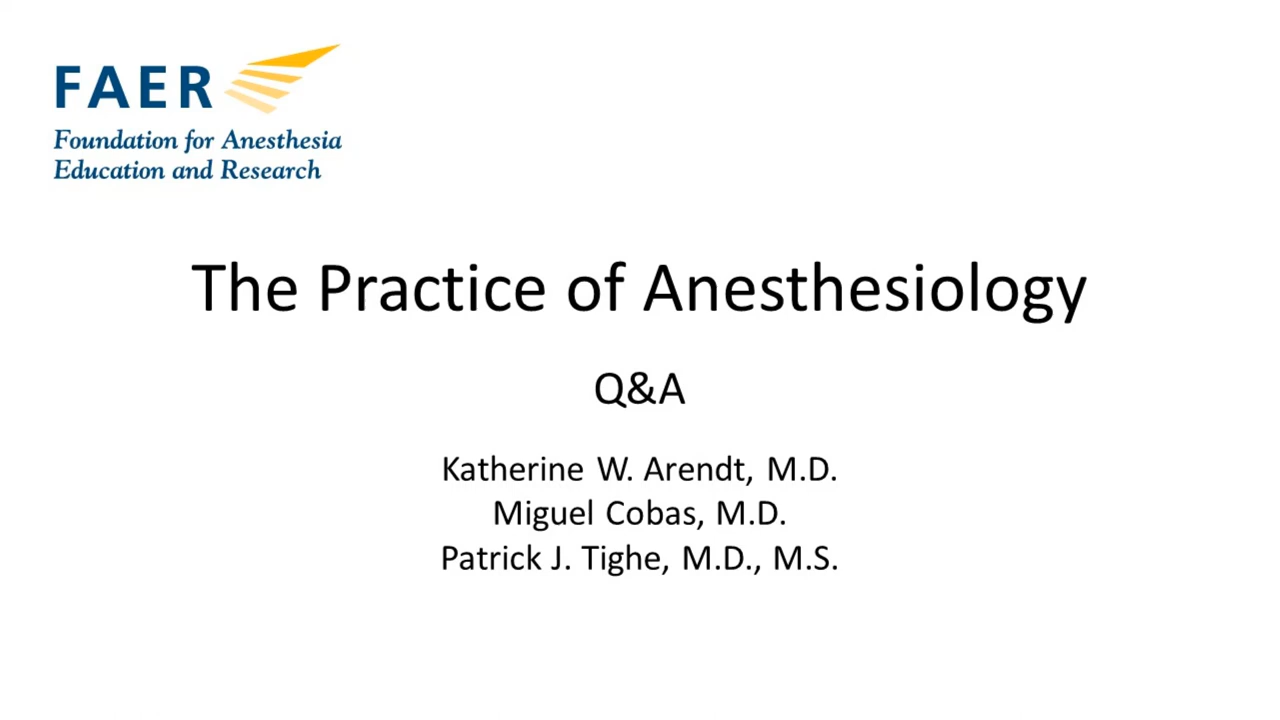 FAER
Foundation for Anesthesia
Education and Research
The Practice of Anesthesiology
Q&A
Katherine W. Arendt, M.D.
Miguel Cobas, M.D.
Patrick J. Tighe, M.D., M.S.